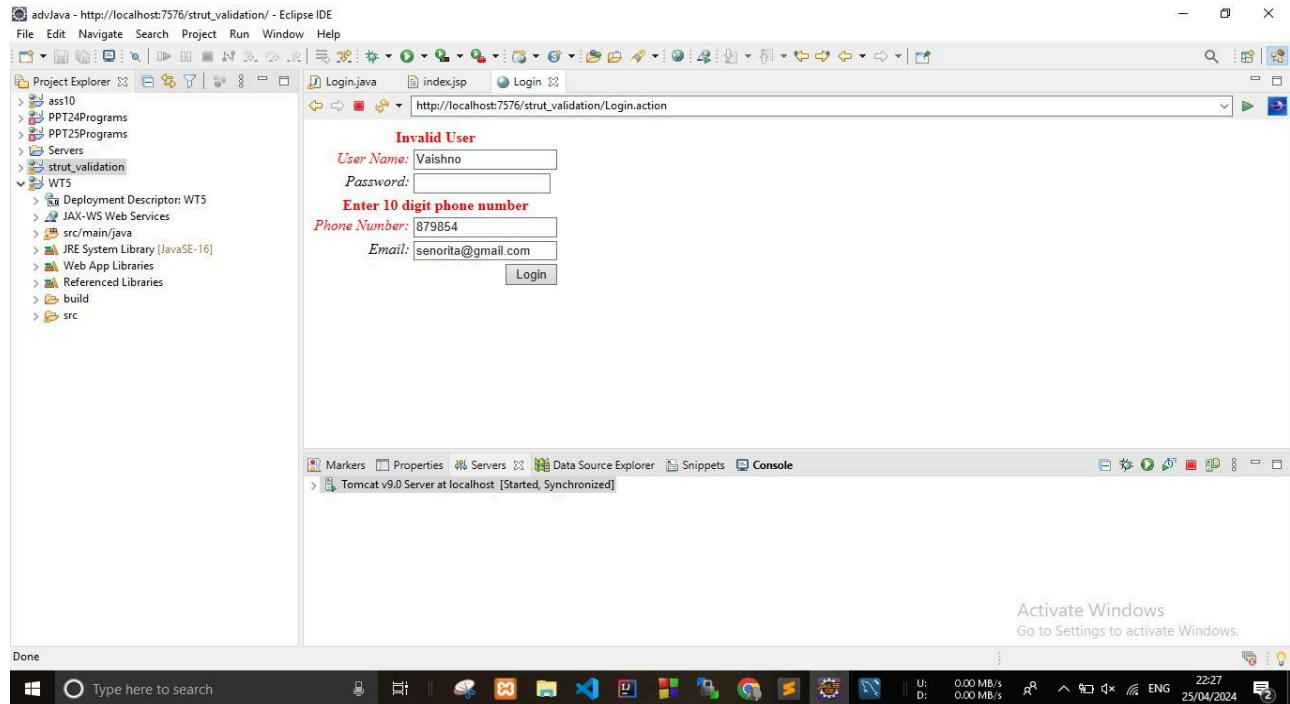 advJava - http://localhost:7576/strut_validation/ - Eclipse IDE
File Edit Navigate Search Project Run Window Help
Project Explorer
ass10
PPT24Programs
PPT25Programs
Servers
strut_validation
WT5
Deployment Descriptor: WT5
JAX-WS Web Services
src/main/java
JRE System Library [JavaSE-16]
Web App Libraries
Referenced Libraries
build
src
Login.java index.jsp Login
http://localhost:7576/strut_validation/Login.action
Invalid User
User Name: Vaishno
Password:
Enter 10 digit phone number
Phone Number: 879854
Email: senorita@gmail.com
Login
Markers Properties Servers Data Source Explorer Snippets Console
Tomcat v9.0 Server at localhost [Started, Synchronized]
Activate Windows
Go to Settings to activate Windows.
Done
Type here to search
U: 0.00 MB/s
D: 0.00 MB/s
ENG
22:27
25/04/2024
2